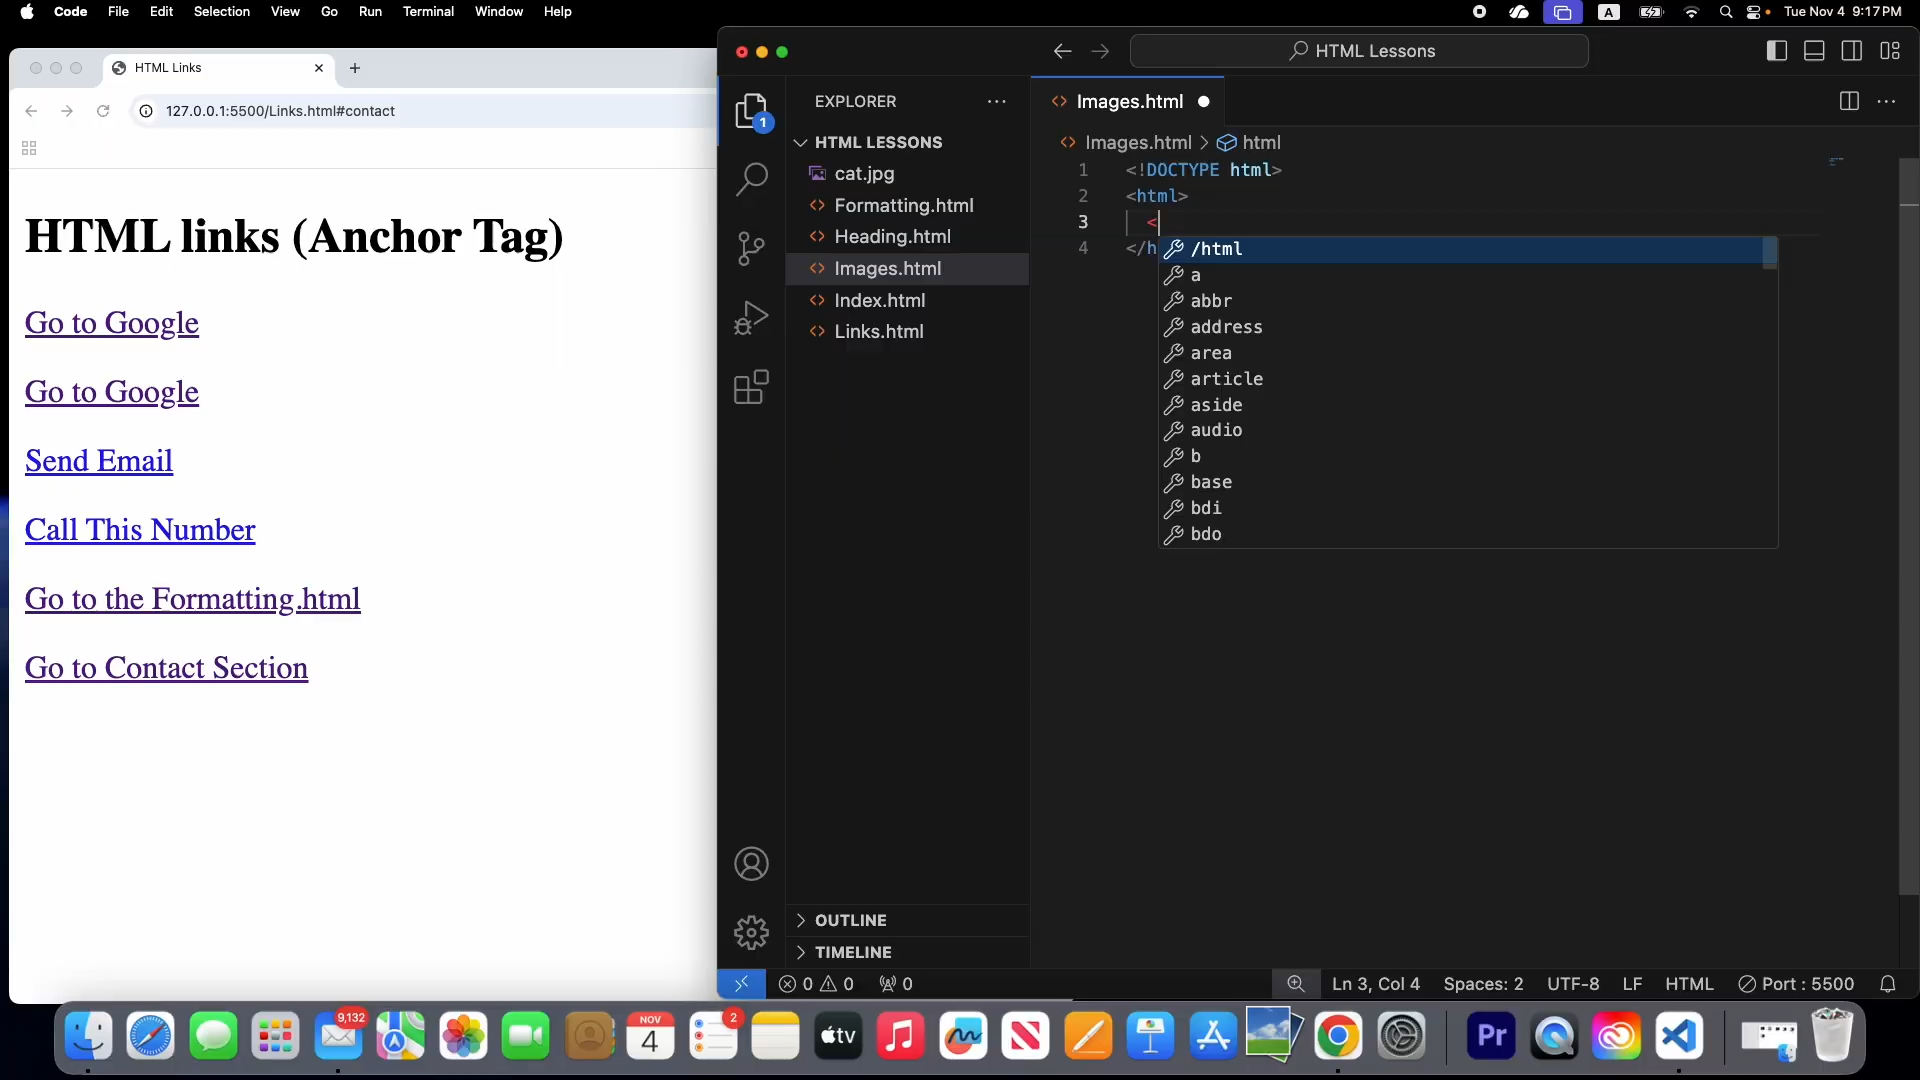 Code File Edit Selection View Go Run Terminal Window Help
A
Tue Nov 4 9:17 PM
HTML Links
127.0.0.1:5500/Links.html#contact
HTML links (Anchor Tag)
Go to Google
Go to Google
Send Email
Call This Number
Go to the Formatting.html
Go to Contact Section
HTML Lessons
1
EXPLORER
HTML LESSONS
cat.jpg
Formatting.html
Heading.html
Images.html
Index.html
Links.html
OUTLINE
TIMELINE
Images.html
Images.html > html
1 <!DOCTYPE html>
2 <html>
3 <
4 </h
/html
a
abbr
address
area
article
aside
audio
b
base
bdi
bdo
0 0 0
Ln 3, Col 4 Spaces: 2 UTF-8 LF HTML Port : 5500
9,132
NOV
4
2
tv
Pr